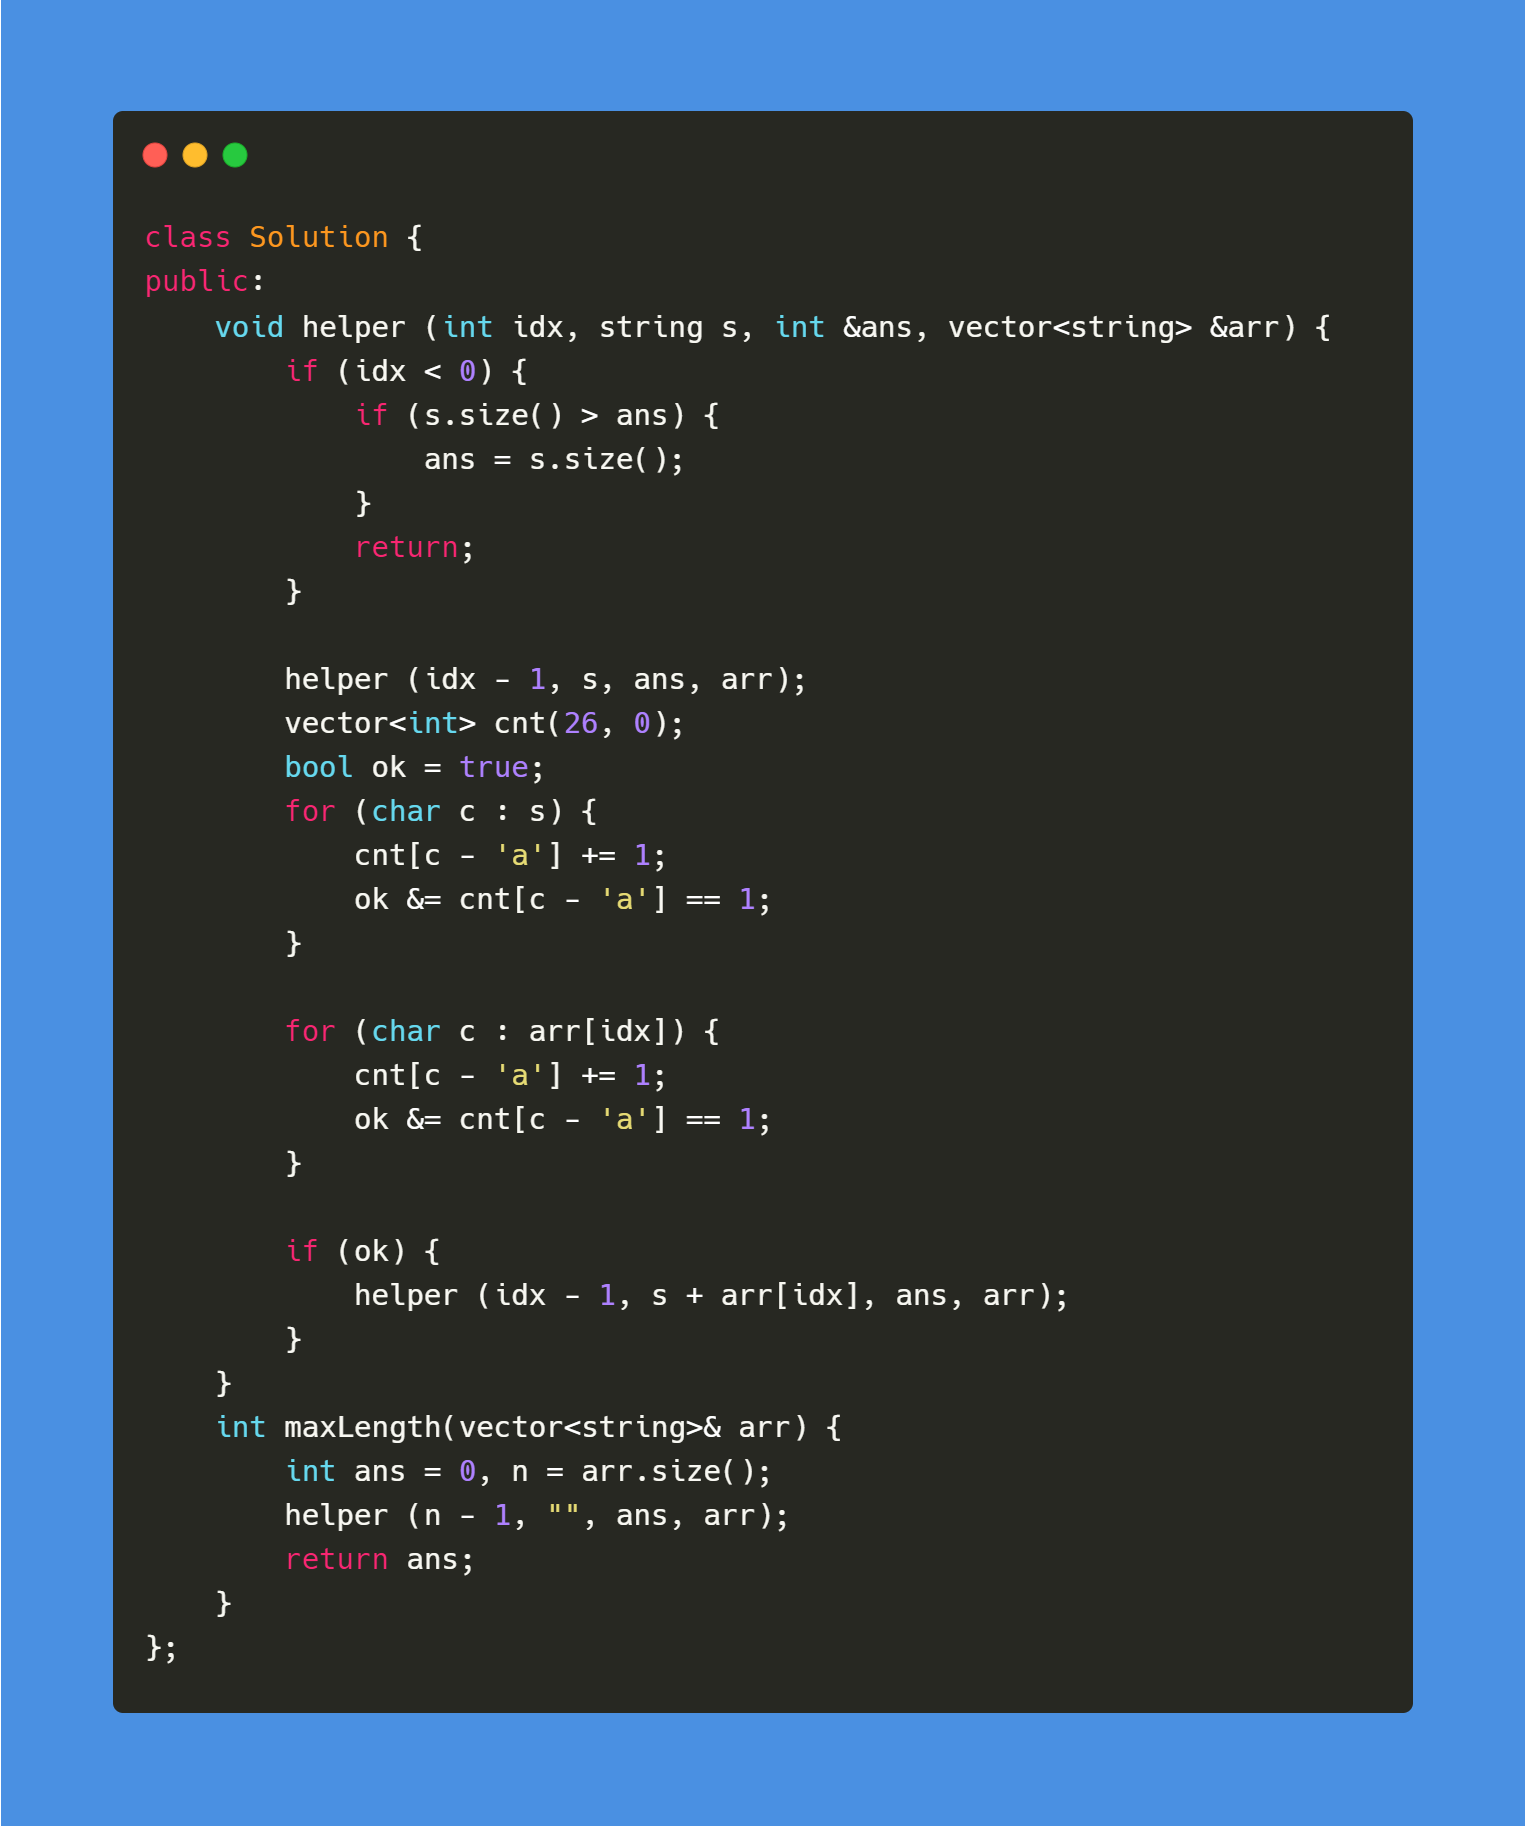 class Solution {
public:
    void helper (int idx, string s, int &ans, vector<string> &arr) {
        if (idx < 0) {
            if (s.size() > ans) {
                ans = s.size();
            }
            return;
        }

        helper (idx - 1, s, ans, arr);
        vector<int> cnt(26, 0);
        bool ok = true;
        for (char c : s) {
            cnt[c - 'a'] += 1;
            ok &= cnt[c - 'a'] == 1;
        }

        for (char c : arr[idx]) {
            cnt[c - 'a'] += 1;
            ok &= cnt[c - 'a'] == 1;
        }

        if (ok) {
            helper (idx - 1, s + arr[idx], ans, arr);
        }
    }
    int maxLength(vector<string>& arr) {
        int ans = 0, n = arr.size();
        helper (n - 1, "", ans, arr);
        return ans;
    }
};